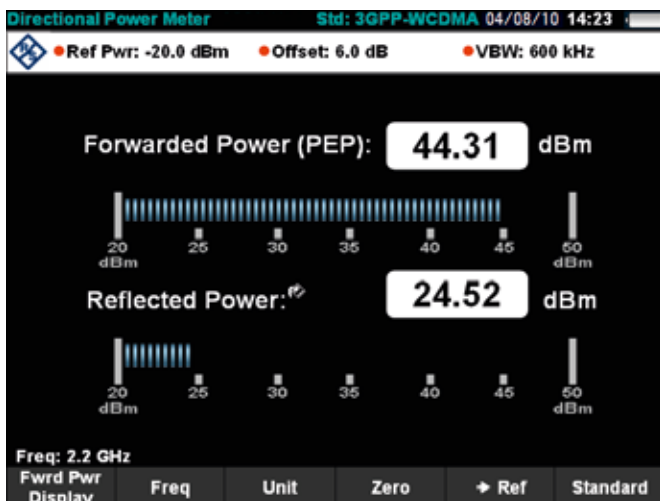 Directional Power Meter Std: 3GPP-WCDMA 04/08/10 14:23
Ref Pwr: -20.0 dBm Offset: 6.0 dB VBW: 600 kHz
Forwarded Power (PEP): 44.31 dBm
20 25 30 35 40 45 50
dBm dBm
Reflected Power: 24.52 dBm
20 25 30 35 40 45 50
dBm dBm
Freq: 2.2 GHz
Fwrd Pwr
Display Freq Unit Zero → Ref Standard